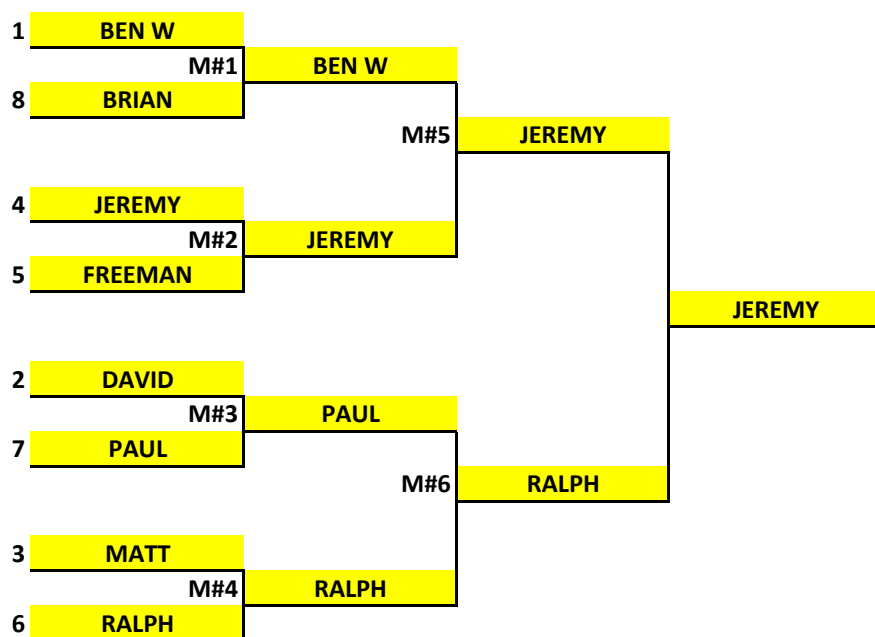 1 BEN W
M#1 BEN W
8 BRIAN
M#5 JEREMY
4 JEREMY
M#2 JEREMY
5 FREEMAN
JEREMY
2 DAVID
M#3 PAUL
7 PAUL
M#6 RALPH
3 MATT
M#4 RALPH
6 RALPH